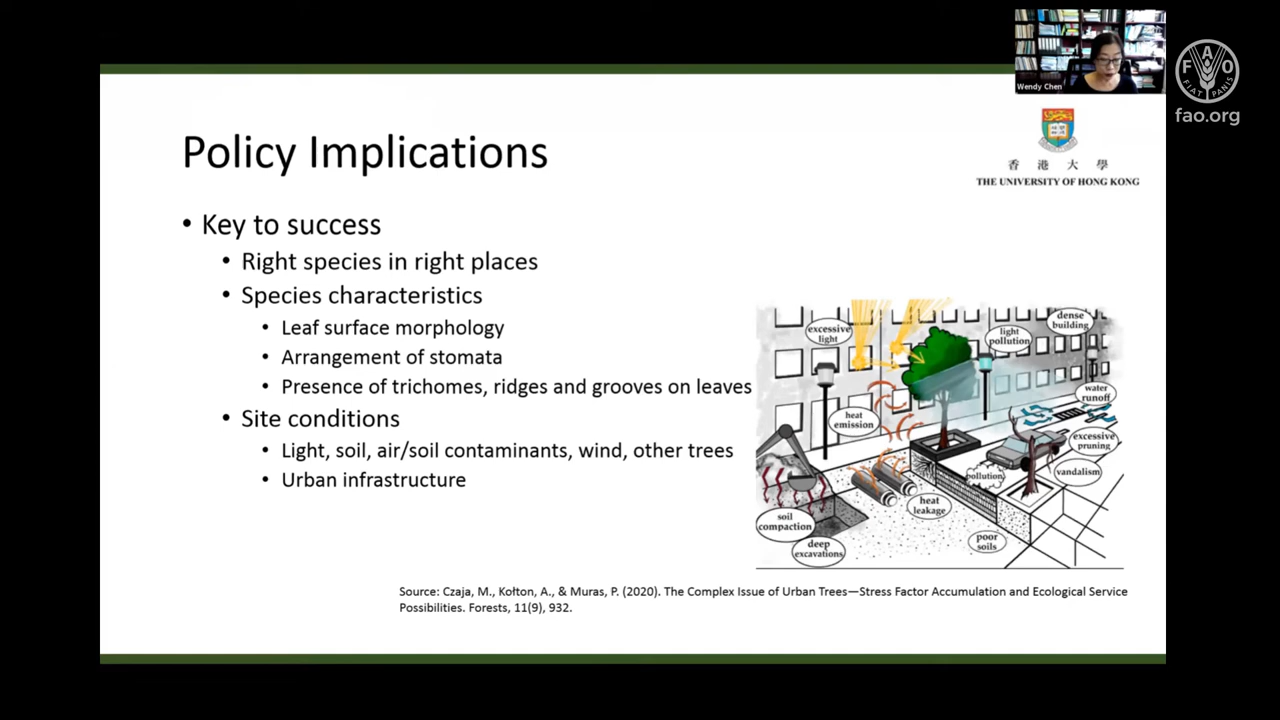 Wendy Chen
FAO
FIAT PANIS
fao.org
Policy Implications
香港大學
THE UNIVERSITY OF HONG KONG
• Key to success
• Right species in right places
• Species characteristics
• Leaf surface morphology
• Arrangement of stomata
• Presence of trichomes, ridges and grooves on leaves
• Site conditions
• Light, soil, air/soil contaminants, wind, other trees
• Urban infrastructure
excessive
light
light
pollution
dense
building
heat
emission
water
runoff
excessive
pruning
pollution
vandalism
heat
leakage
soil
compaction
deep
excavations
poor
soils
Source: Czaja, M., Kołton, A., & Muras, P. (2020). The Complex Issue of Urban Trees—Stress Factor Accumulation and Ecological Service
Possibilities. Forests, 11(9), 932.